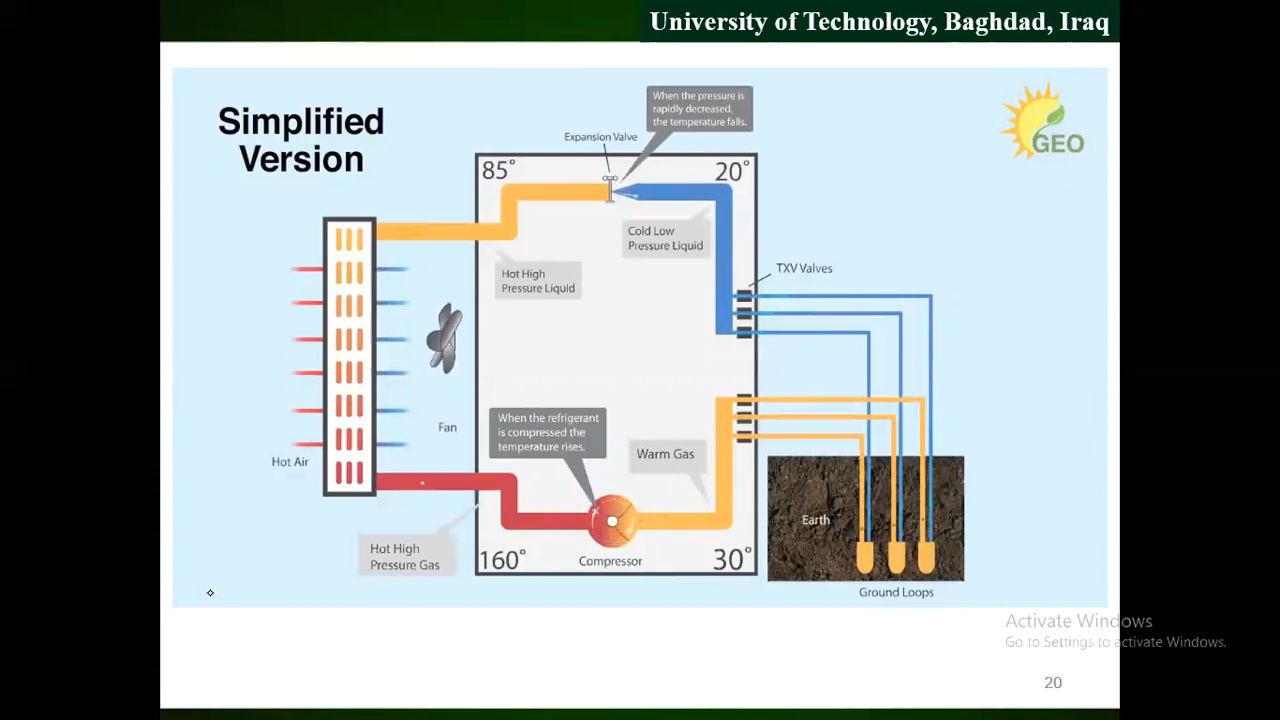 University of Technology, Baghdad, Iraq
Simplified
Version
When the pressure is
rapidly decreased,
the temperature falls.
Expansion Valve
GEO
85°
20°
Cold Low
Pressure Liquid
Hot High
Pressure Liquid
TXV Valves
When the refrigerant
is compressed the
temperature rises.
Fan
Warm Gas
Hot Air
Earth
Hot High
Pressure Gas
160°
Compressor
30°
Ground Loops
Activate Windows
Go to Settings to activate Windows.
20